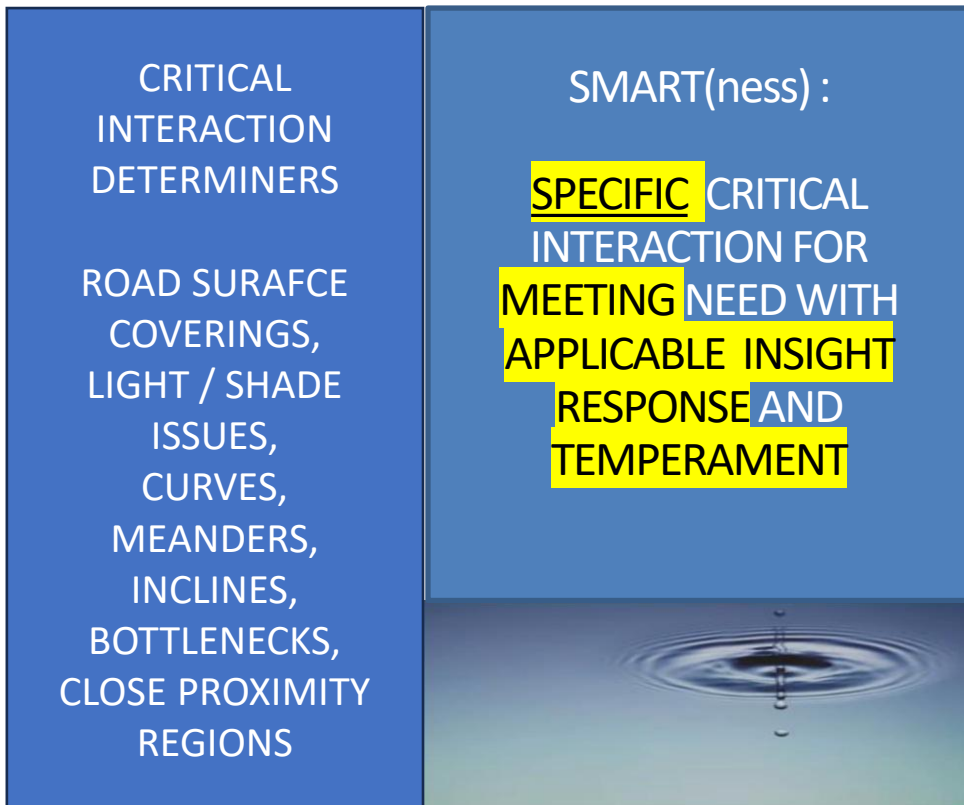 CRITICAL
INTERACTION
DETERMINERS
ROAD SURAFCE
COVERINGS,
LIGHT / SHADE
ISSUES,
CURVES,
MEANDERS,
INCLINES,
BOTTLENECKS,
CLOSE PROXIMITY
REGIONS
SMART(ness) :
SPECIFIC CRITICAL
INTERACTION FOR
MEETING NEED WITH
APPLICABLE INSIGHT
RESPONSE AND
TEMPERAMENT